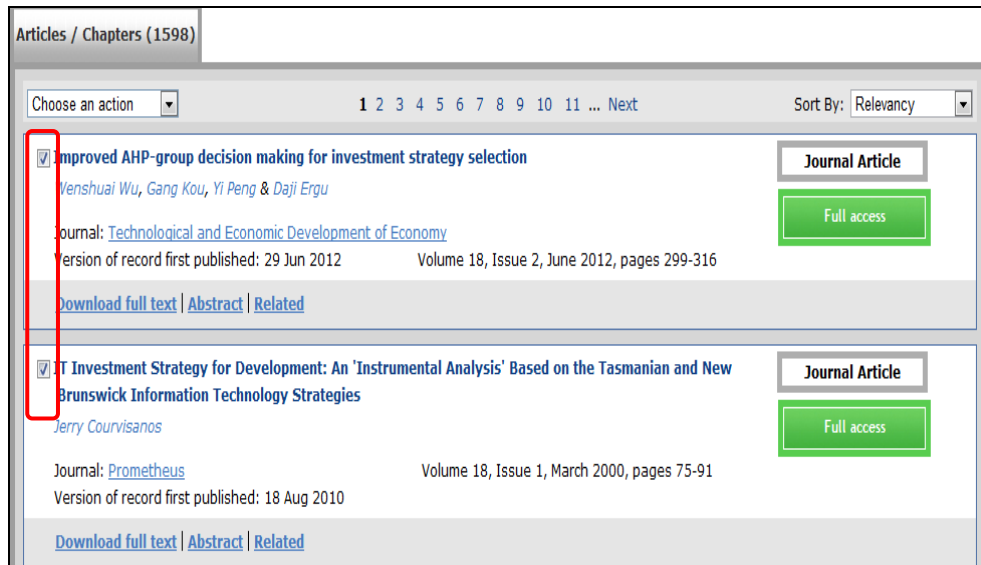 Articles / Chapters (1598)
Choose an action 1 2 3 4 5 6 7 8 9 10 11 ... Next Sort By: Relevancy
Improved AHP-group decision making for investment strategy selection Journal Article
Wenshuai Wu, Gang Kou, Yi Peng & Daji Ergu
Full access
Journal: Technological and Economic Development of Economy
Version of record first published: 29 Jun 2012 Volume 18, Issue 2, June 2012, pages 299-316
Download full text | Abstract | Related
IT Investment Strategy for Development: An 'Instrumental Analysis' Based on the Tasmanian and New Journal Article
Brunswick Information Technology Strategies
Jerry Courvisanos Full access
Journal: Prometheus Volume 18, Issue 1, March 2000, pages 75-91
Version of record first published: 18 Aug 2010
Download full text | Abstract | Related